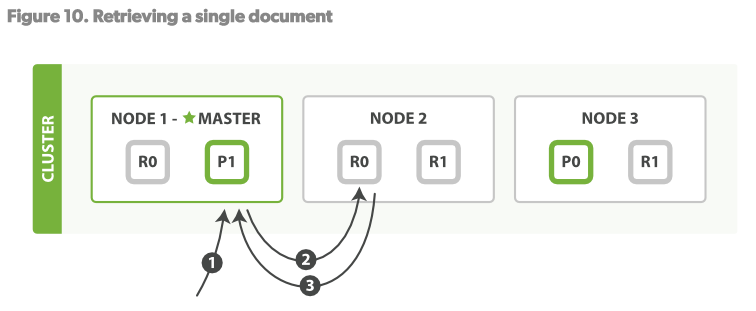 Figure 10. Retrieving a single document
CLUSTER
NODE 1 - ★ MASTER
R0 P1
NODE 2
R0 R1
NODE 3
P0 R1
1
2
3